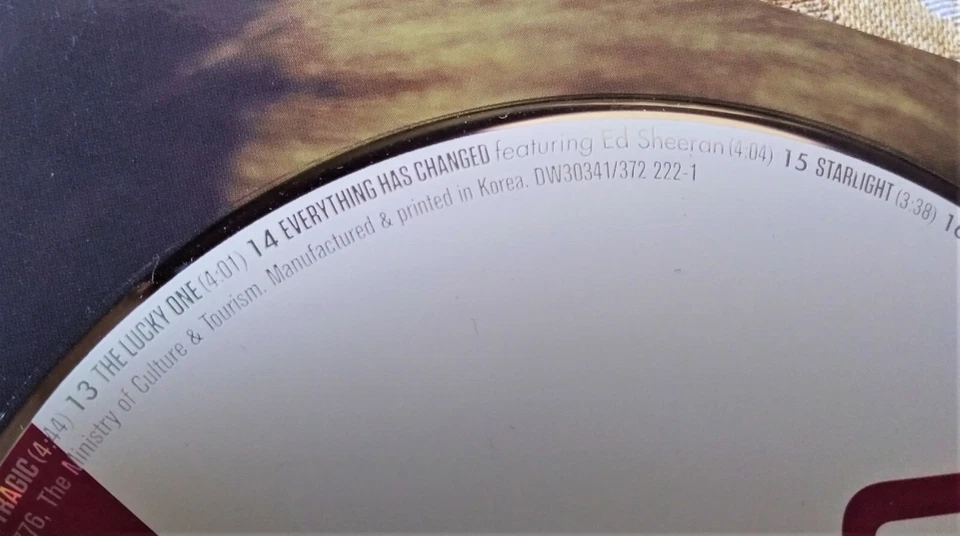 (4:44) 13 THE LUCKY ONE (4:01) 14 EVERYTHING HAS CHANGED featuring Ed Sheeran (4:04) 15 STARLIGHT (3:38)
The Ministry of Culture & Tourism. Manufactured & printed in Korea. DW30341/372 222-1